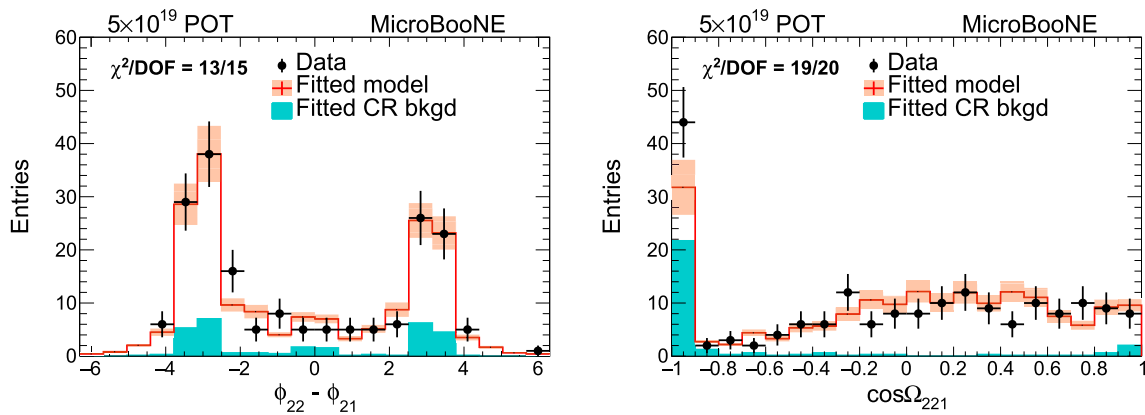 5×10¹⁹ POT MicroBooNE
χ²/DOF = 13/15
Data
Fitted model
Fitted CR bkgd
Entries
60
50
40
30
20
10
0
−6 −4 −2 0 2 4 6
ϕ₂₂ - ϕ₂₁
5×10¹⁹ POT MicroBooNE
χ²/DOF = 19/20
Data
Fitted model
Fitted CR bkgd
Entries
60
50
40
30
20
10
0
−1 −0.8 −0.6 −0.4 −0.2 0 0.2 0.4 0.6 0.8 1
cosΩ₂₂₁